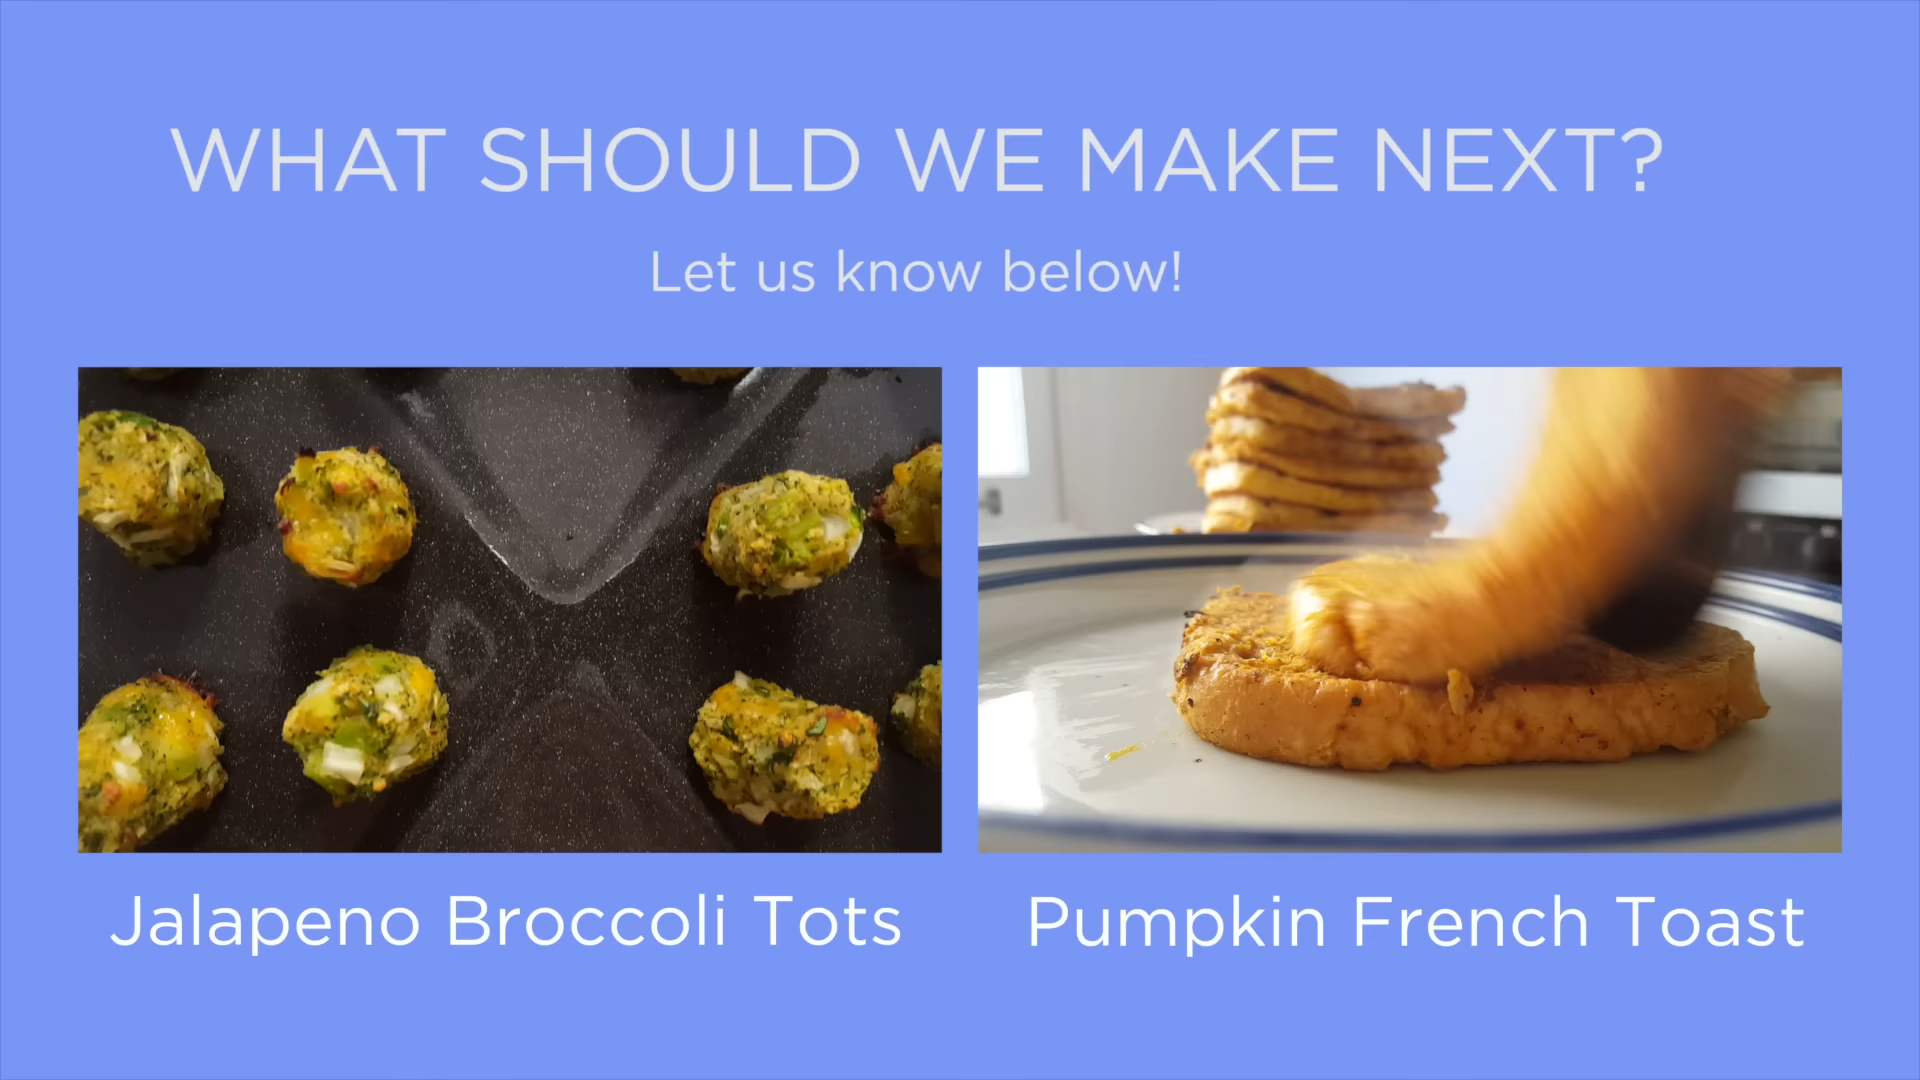 WHAT SHOULD WE MAKE NEXT?
Let us know below!
Jalapeno Broccoli Tots
Pumpkin French Toast